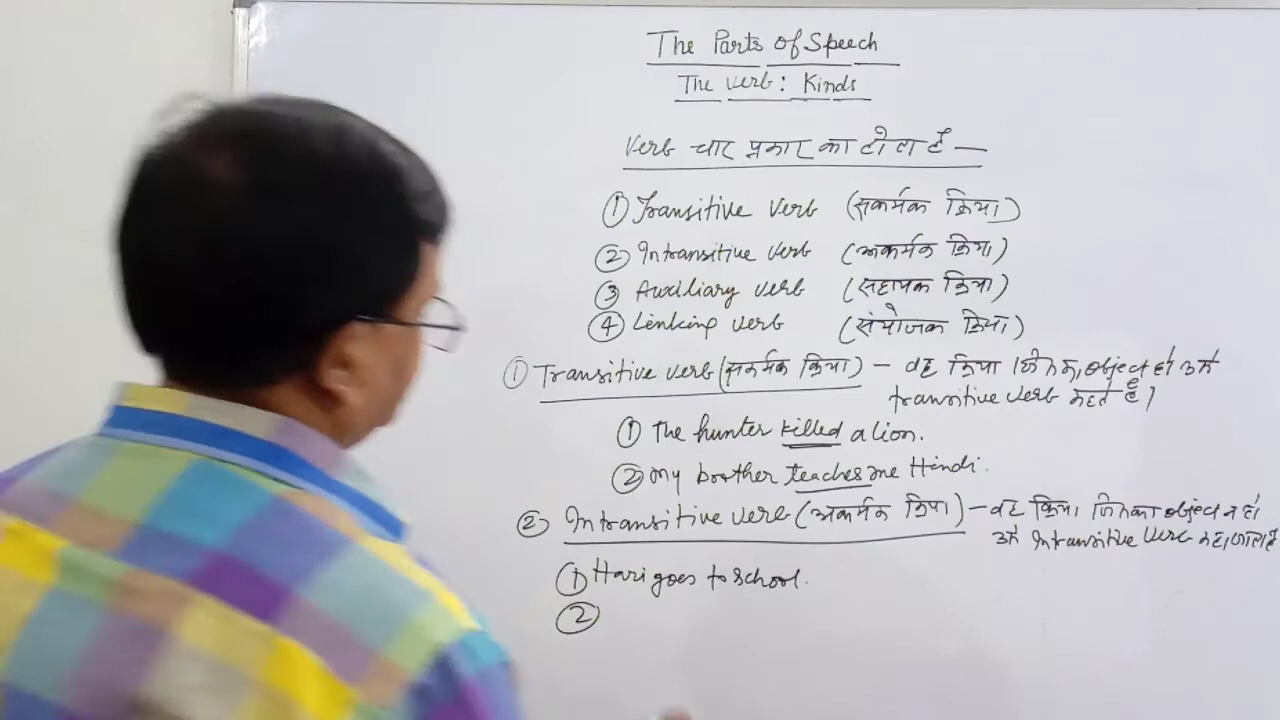 The Parts of Speech
The Verb: Kinds
Verb चार प्रकार का होता है —
① Transitive Verb (सकर्मक क्रिया)
② Intransitive Verb (अकर्मक क्रिया)
③ Auxiliary Verb (सहायक क्रिया)
④ Linking Verb (संयोजक क्रिया)
① Transitive Verb (सकर्मक क्रिया) – वह क्रिया जिसका object हो उसे
transitive Verb कहते हैं।
① The hunter killed a lion.
② My brother teaches me Hindi.
② Intransitive Verb (अकर्मक क्रिया) – वह क्रिया जिसका object न हो
उसे Intransitive Verb कहा जाता है
① Hari goes to School.
②